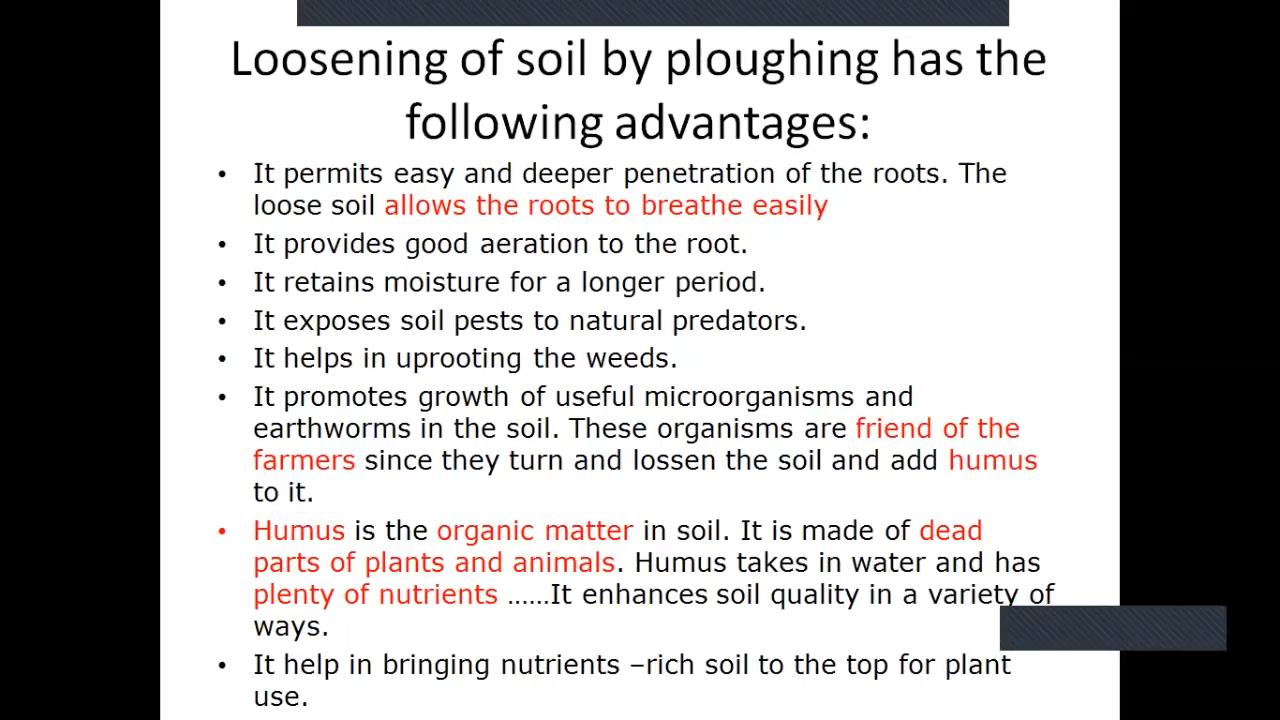 Loosening of soil by ploughing has the
following advantages:
• It permits easy and deeper penetration of the roots. The
loose soil allows the roots to breathe easily
• It provides good aeration to the root.
• It retains moisture for a longer period.
• It exposes soil pests to natural predators.
• It helps in uprooting the weeds.
• It promotes growth of useful microorganisms and
earthworms in the soil. These organisms are friend of the
farmers since they turn and lossen the soil and add humus
to it.
• Humus is the organic matter in soil. It is made of dead
parts of plants and animals. Humus takes in water and has
plenty of nutrients ......It enhances soil quality in a variety of
ways.
• It help in bringing nutrients –rich soil to the top for plant
use.